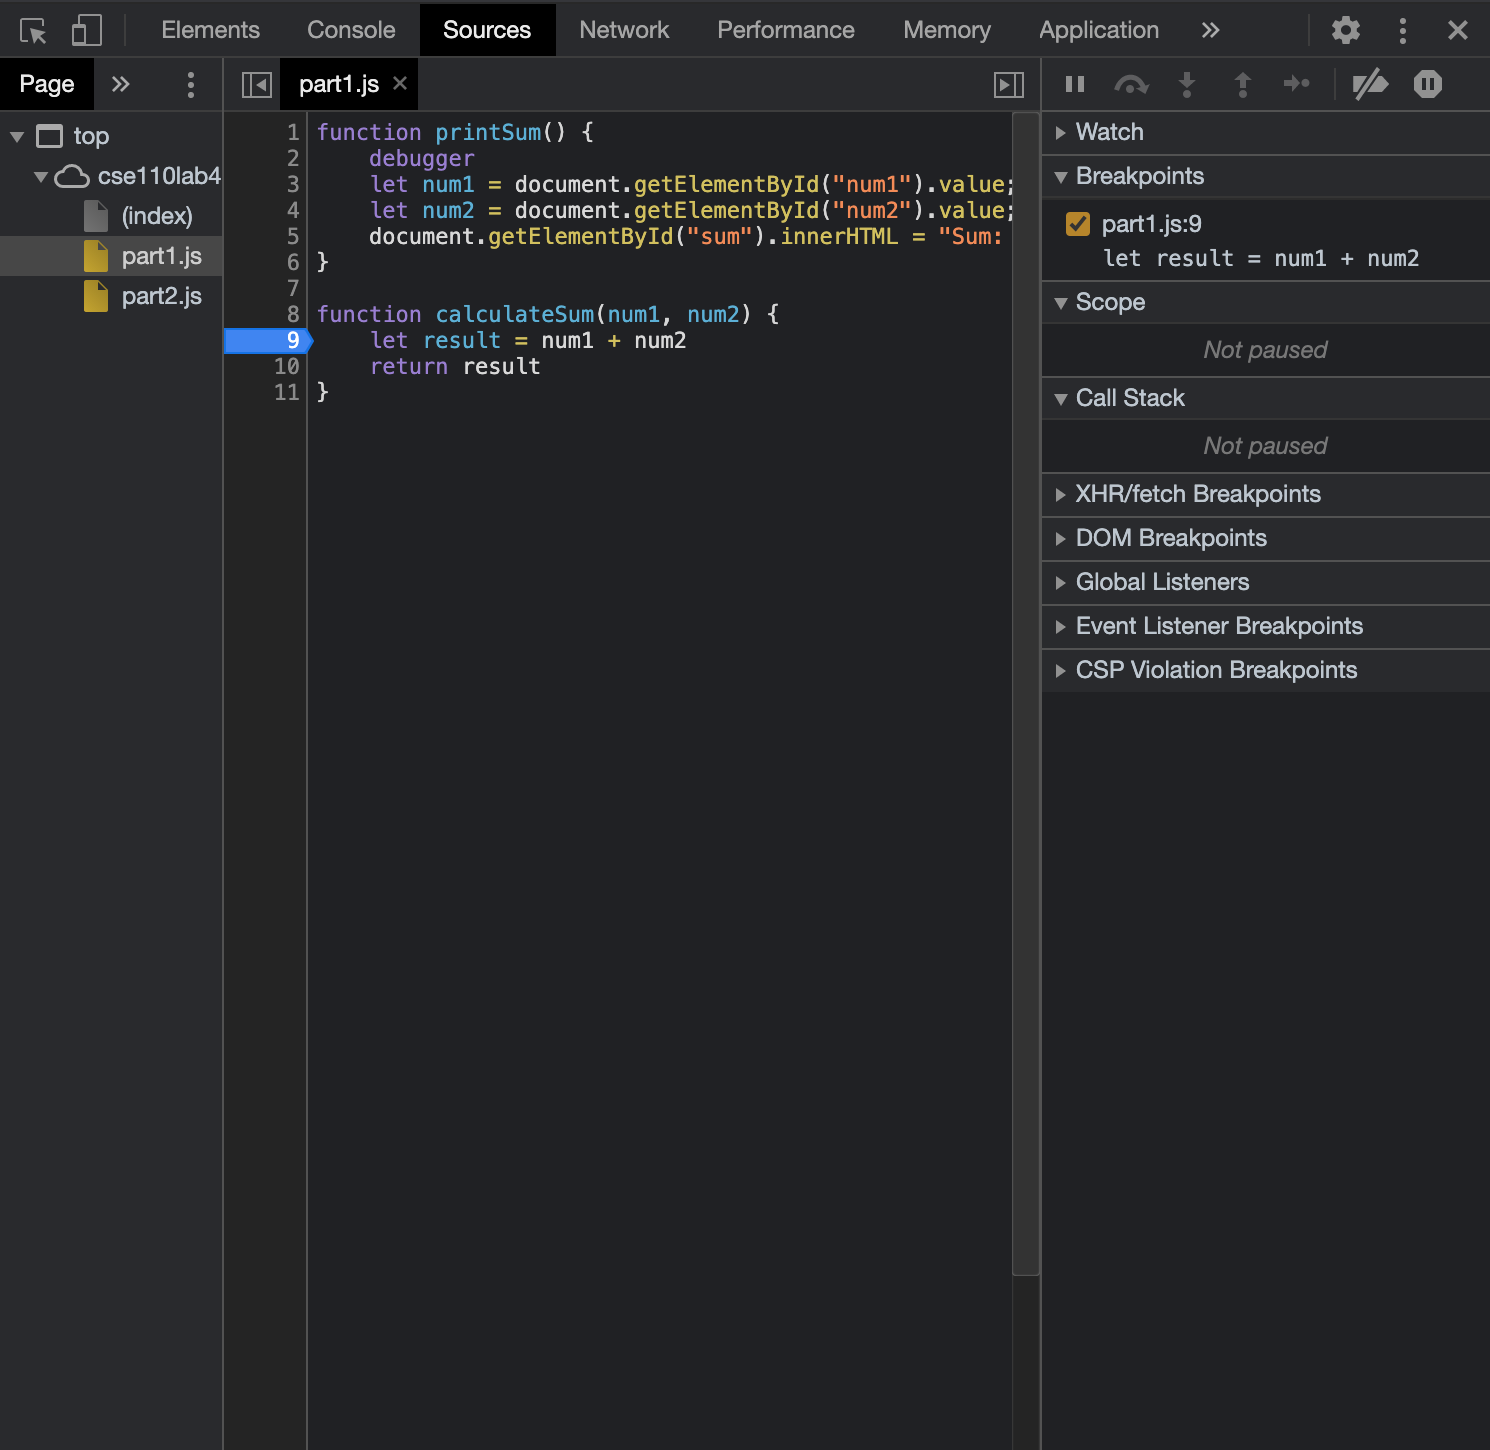 Elements Console Sources Network Performance Memory Application
Page
part1.js
top
cse110lab4
(index)
part1.js
part2.js
1 function printSum() {
2 debugger
3 let num1 = document.getElementById("num1").value;
4 let num2 = document.getElementById("num2").value;
5 document.getElementById("sum").innerHTML = "Sum:
6 }
7
8 function calculateSum(num1, num2) {
9 let result = num1 + num2
10 return result
11 }
Watch
Breakpoints
part1.js:9
let result = num1 + num2
Scope
Not paused
Call Stack
Not paused
XHR/fetch Breakpoints
DOM Breakpoints
Global Listeners
Event Listener Breakpoints
CSP Violation Breakpoints